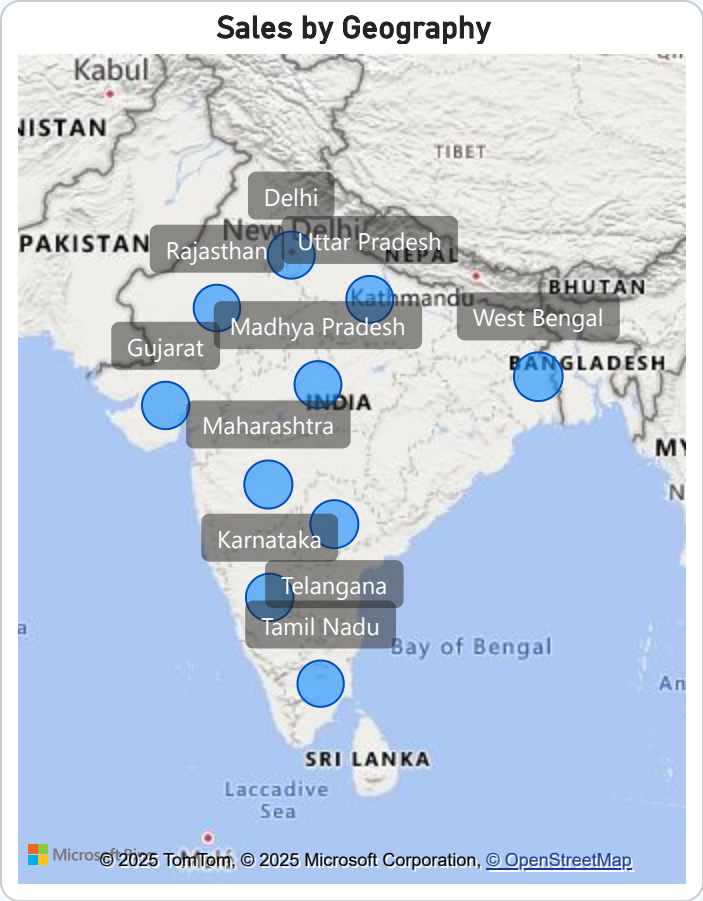 Sales by Geography
Kabul
NISTAN
TIBET
Delhi
New Delhi
PAKISTAN
Rajasthan
Uttar Pradesh
NEPAL
Kathmandu
BHUTAN
West Bengal
Madhya Pradesh
Gujarat
BANGLADESH
INDIA
Maharashtra
MY
N
Karnataka
Telangana
Tamil Nadu
a
Bay of Bengal
An
SRI LANKA
Laccadive
Sea
Microsoft Bing
© 2025 TomTom, © 2025 Microsoft Corporation, © OpenStreetMap